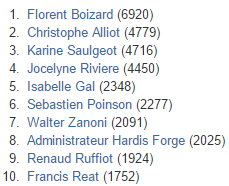 1. Florent Boizard (6920)
2. Christophe Alliot (4779)
3. Karine Saulgeot (4716)
4. Jocelyne Riviere (4450)
5. Isabelle Gal (2348)
6. Sebastien Poinson (2277)
7. Walter Zanoni (2091)
8. Administrateur Hardis Forge (2025)
9. Renaud Ruffiot (1924)
10. Francis Reat (1752)